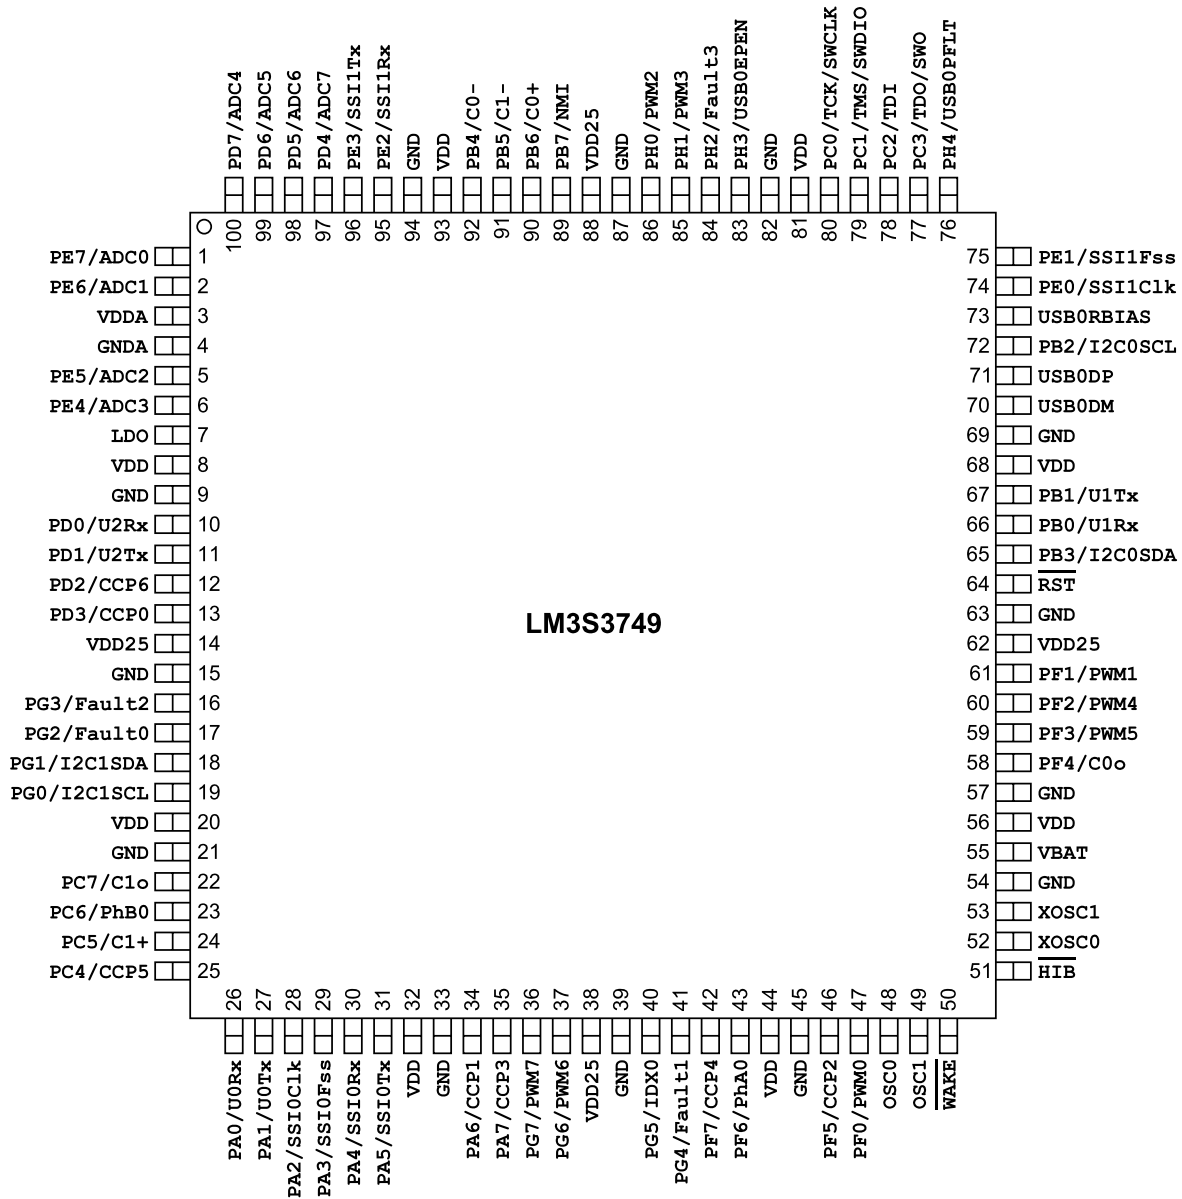 PD7/ADC4
PD6/ADC5
PD5/ADC6
PD4/ADC7
PE3/SSI1Tx
PE2/SSI1Rx
GND
VDD
PB4/C0-
PB5/C1-
PB6/C0+
PB7/NMI
VDD25
GND
PH0/PWM2
PH1/PWM3
PH2/Fault3
PH3/USB0EPEN
GND
VDD
PC0/TCK/SWCLK
PC1/TMS/SWDIO
PC2/TDI
PC3/TDO/SWO
PH4/USB0PFLT
100
99
98
97
96
95
94
93
92
91
90
89
88
87
86
85
84
83
82
81
80
79
78
77
76
PE7/ADC0 1
PE6/ADC1 2
VDDA 3
GNDA 4
PE5/ADC2 5
PE4/ADC3 6
LDO 7
VDD 8
GND 9
PD0/U2Rx 10
PD1/U2Tx 11
PD2/CCP6 12
PD3/CCP0 13
VDD25 14
GND 15
PG3/Fault2 16
PG2/Fault0 17
PG1/I2C1SDA 18
PG0/I2C1SCL 19
VDD 20
GND 21
PC7/C1o 22
PC6/PhB0 23
PC5/C1+ 24
PC4/CCP5 25
LM3S3749
75 PE1/SSI1Fss
74 PE0/SSI1Clk
73 USB0RBIAS
72 PB2/I2C0SCL
71 USB0DP
70 USB0DM
69 GND
68 VDD
67 PB1/U1Tx
66 PB0/U1Rx
65 PB3/I2C0SDA
64 RST
63 GND
62 VDD25
61 PF1/PWM1
60 PF2/PWM4
59 PF3/PWM5
58 PF4/C0o
57 GND
56 VDD
55 VBAT
54 GND
53 XOSC1
52 XOSC0
51 HIB
26
27
28
29
30
31
32
33
34
35
36
37
38
39
40
41
42
43
44
45
46
47
48
49
50
PA0/U0Rx
PA1/U0Tx
PA2/SSI0Clk
PA3/SSI0Fss
PA4/SSI0Rx
PA5/SSI0Tx
VDD
GND
PA6/CCP1
PA7/CCP3
PG7/PWM7
PG6/PWM6
VDD25
GND
PG5/IDX0
PG4/Fault1
PF7/CCP4
PF6/PhA0
VDD
GND
PF5/CCP2
PF0/PWM0
OSC0
OSC1
WAKE